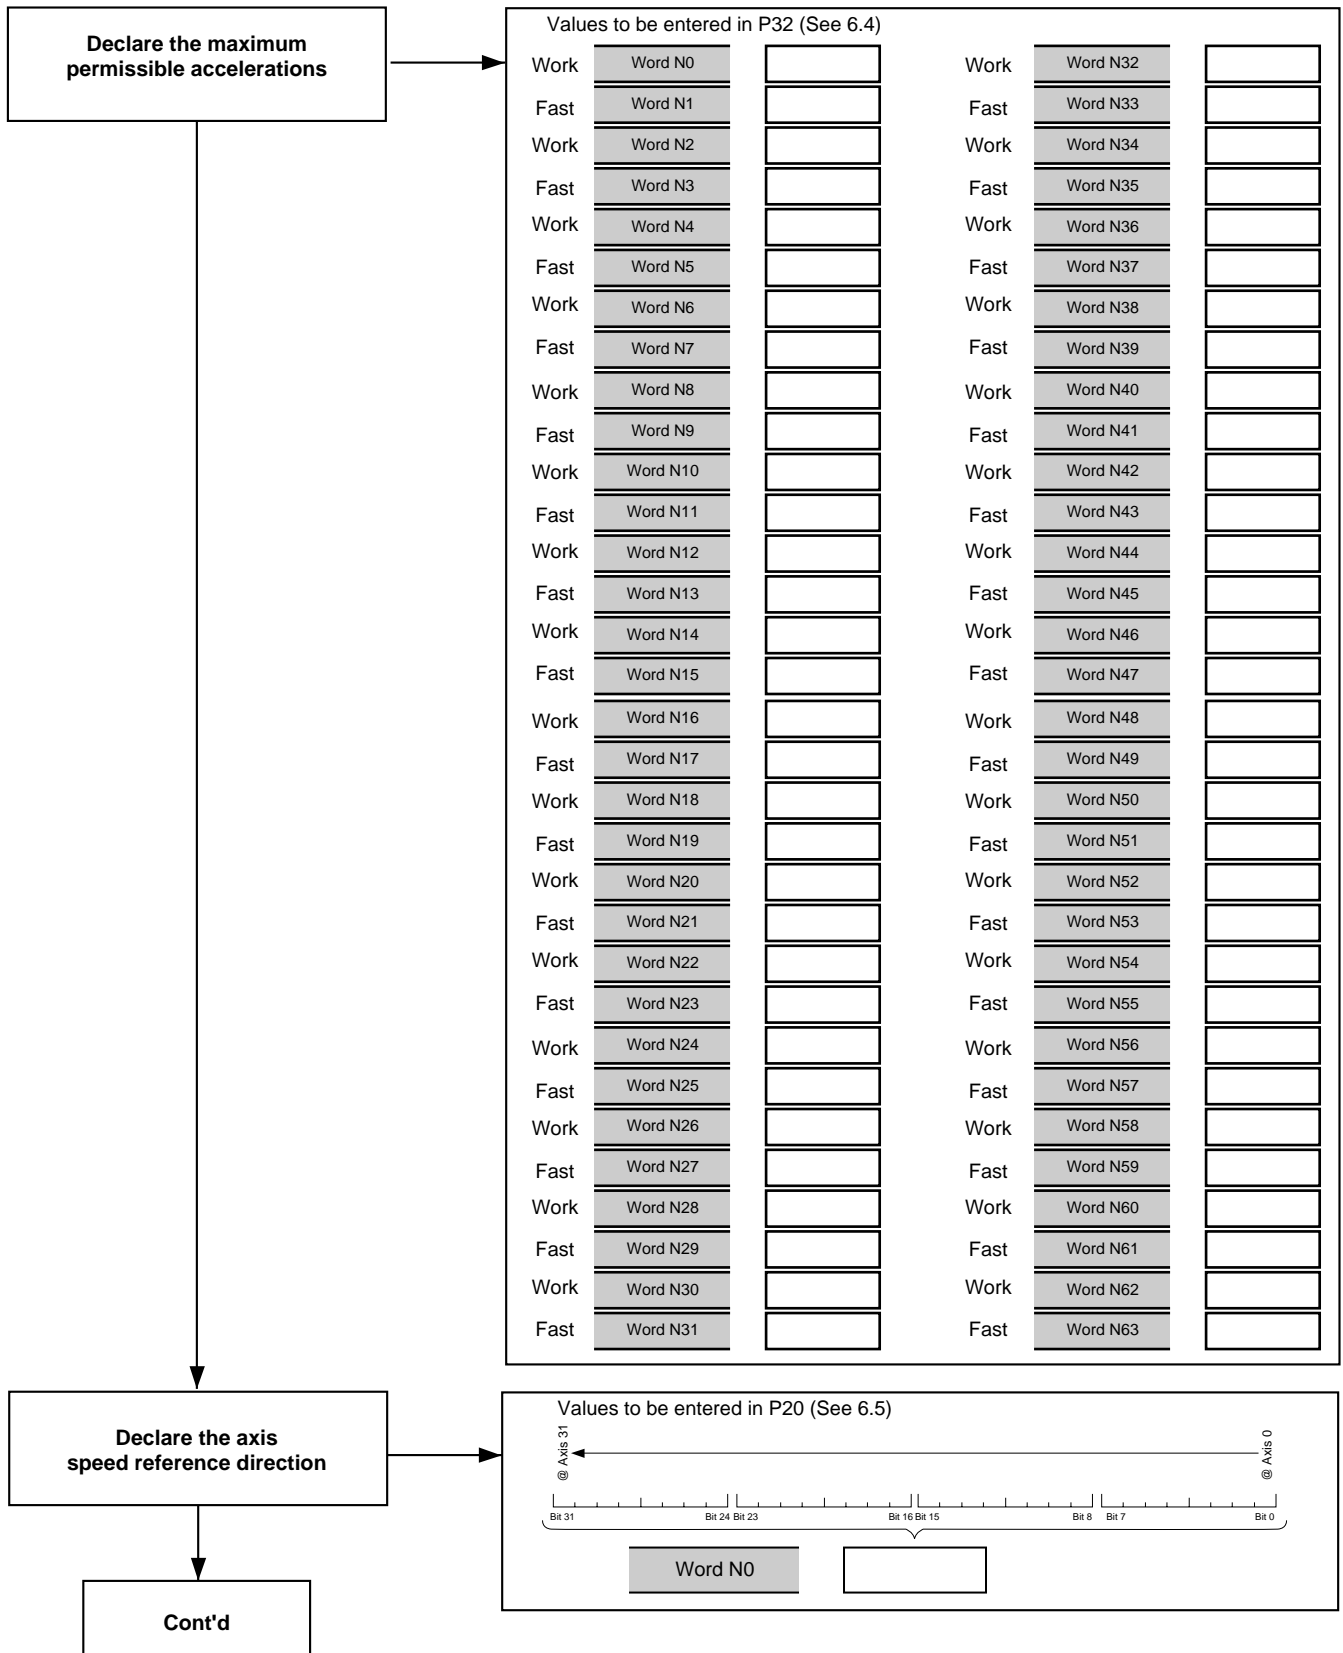 Declare the maximum
permissible accelerations
Values to be entered in P32 (See 6.4)
Work Word N0 Work Word N32
Fast Word N1 Fast Word N33
Work Word N2 Work Word N34
Fast Word N3 Fast Word N35
Work Word N4 Work Word N36
Fast Word N5 Fast Word N37
Work Word N6 Work Word N38
Fast Word N7 Fast Word N39
Work Word N8 Work Word N40
Fast Word N9 Fast Word N41
Work Word N10 Work Word N42
Fast Word N11 Fast Word N43
Work Word N12 Work Word N44
Fast Word N13 Fast Word N45
Work Word N14 Work Word N46
Fast Word N15 Fast Word N47
Work Word N16 Work Word N48
Fast Word N17 Fast Word N49
Work Word N18 Work Word N50
Fast Word N19 Fast Word N51
Work Word N20 Work Word N52
Fast Word N21 Fast Word N53
Work Word N22 Work Word N54
Fast Word N23 Fast Word N55
Work Word N24 Work Word N56
Fast Word N25 Fast Word N57
Work Word N26 Work Word N58
Fast Word N27 Fast Word N59
Work Word N28 Work Word N60
Fast Word N29 Fast Word N61
Work Word N30 Work Word N62
Fast Word N31 Fast Word N63
Declare the axis
speed reference direction
Values to be entered in P20 (See 6.5)
@ Axis 31 @ Axis 0
Bit 31 Bit 24 Bit 23 Bit 16 Bit 15 Bit 8 Bit 7 Bit 0
Word N0
Cont'd